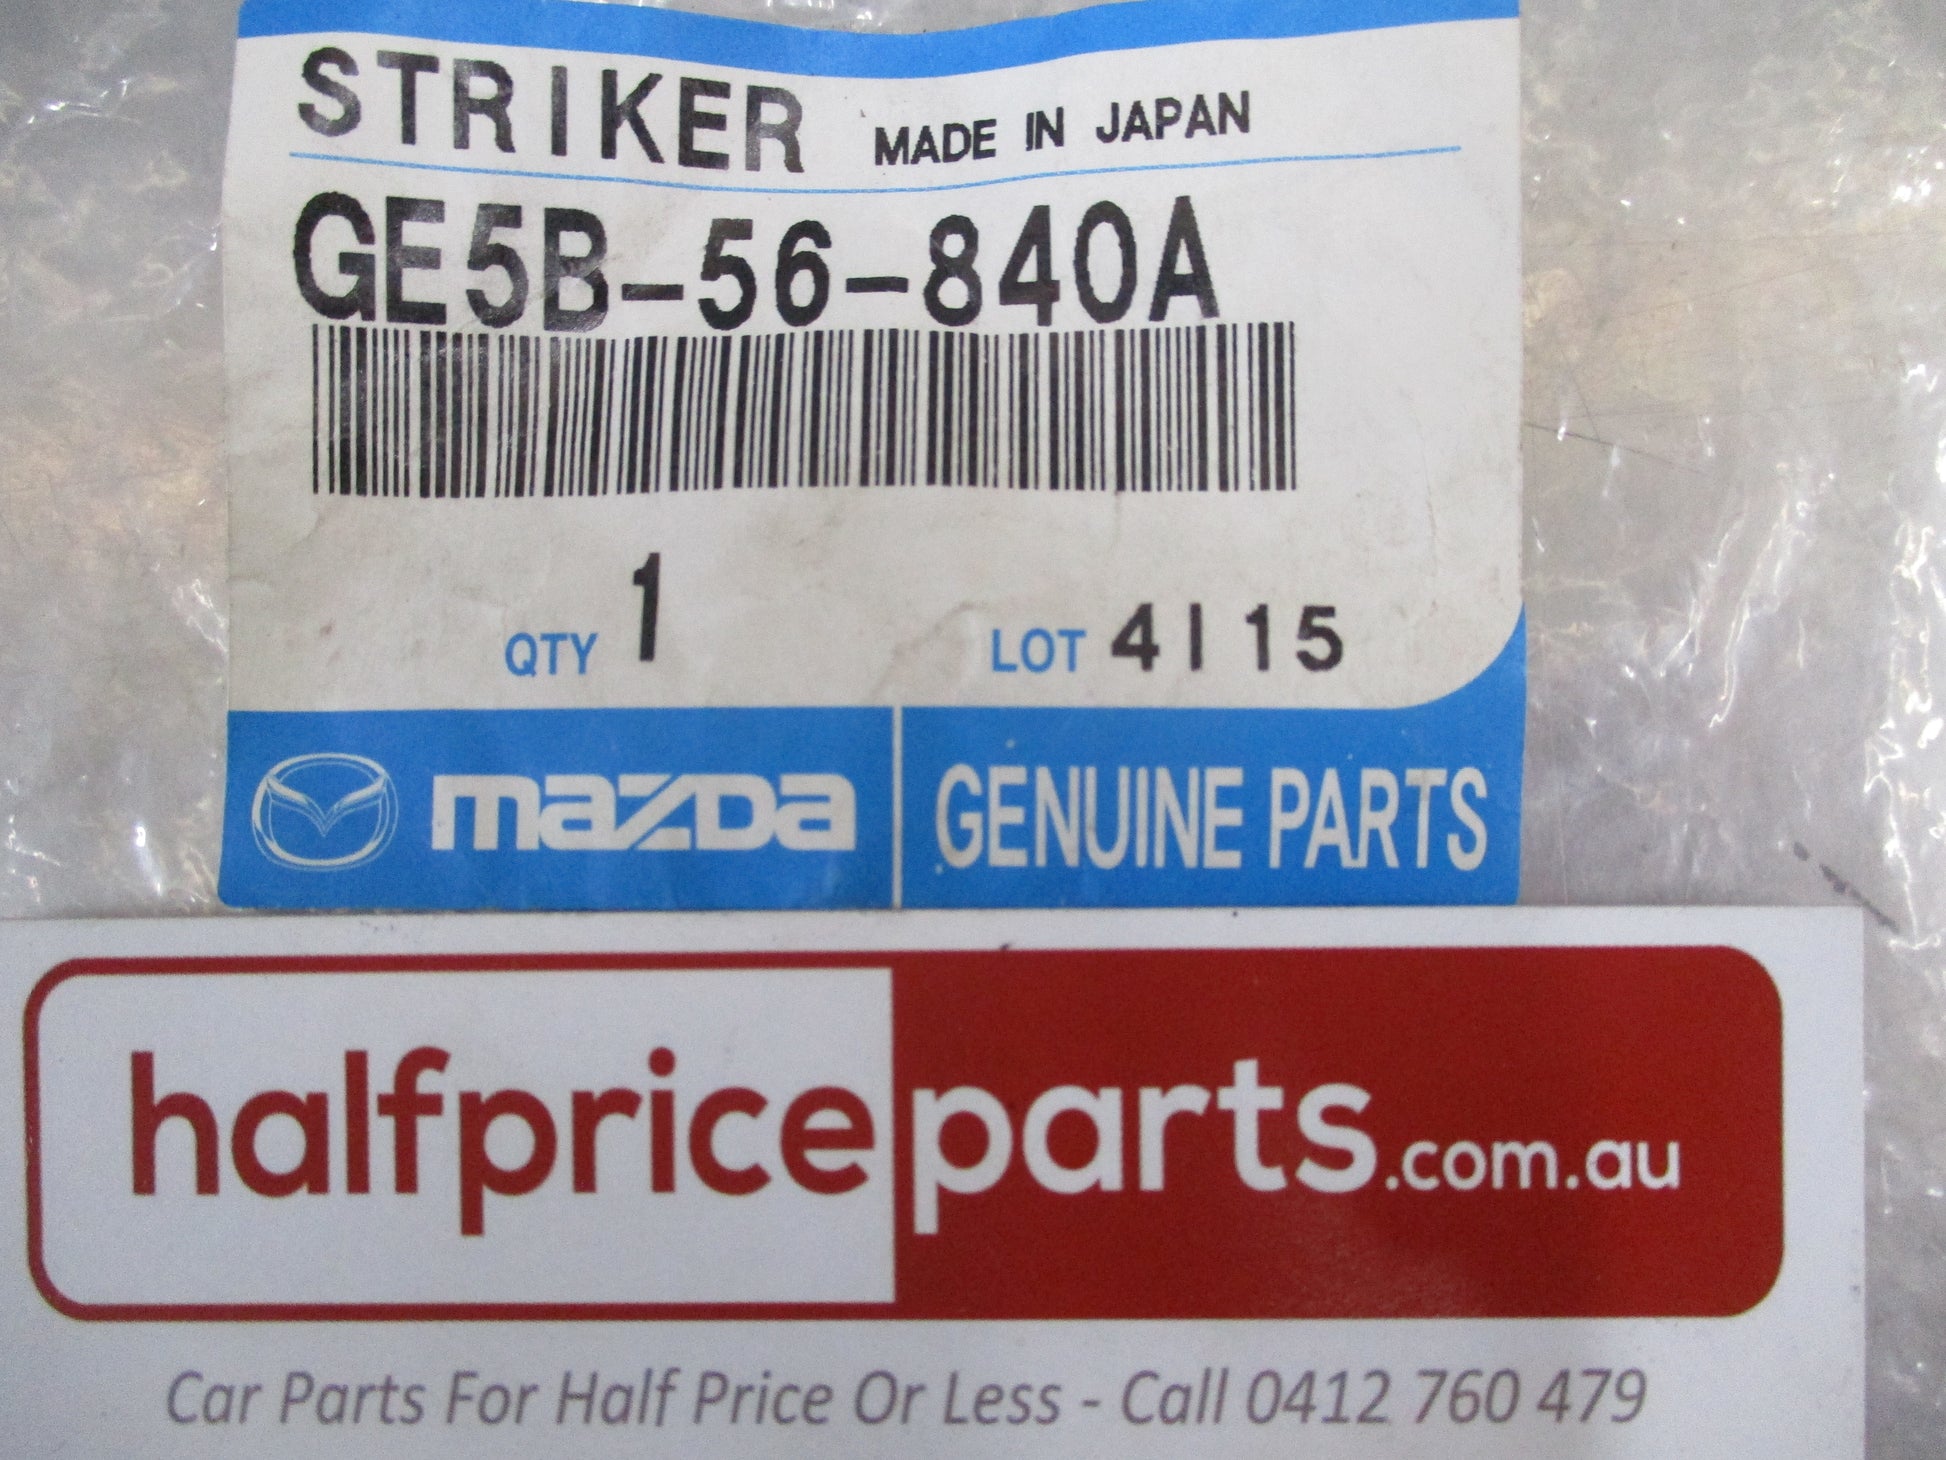 STRIKER MADE IN JAPAN
GE5B-56-840A
QTY 1 LOT 4I15
mazda GENUINE PARTS
halfpriceparts.com.au
Car Parts For Half Price Or Less - Call 0412 760 479